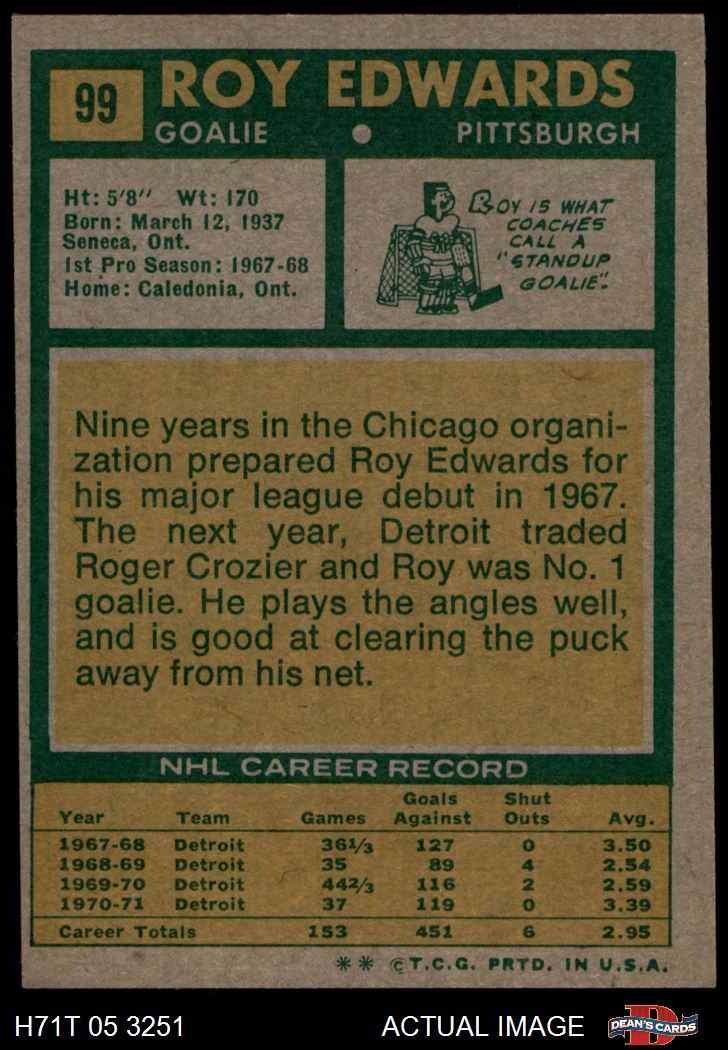 99
ROY EDWARDS
GOALIE ● PITTSBURGH
Ht: 5'8" Wt: 170
Born: March 12, 1937
Seneca, Ont.
1st Pro Season: 1967-68
Home: Caledonia, Ont.
ROY IS WHAT
COACHES
CALL A
"STANDUP
GOALIE".
Nine years in the Chicago organi-
zation prepared Roy Edwards for
his major league debut in 1967.
The next year, Detroit traded
Roger Crozier and Roy was No. 1
goalie. He plays the angles well,
and is good at clearing the puck
away from his net.
NHL CAREER RECORD
Year Team Games Goals Against Shut Outs Avg.
1967-68 Detroit 36 1/3 127 0 3.50
1968-69 Detroit 35 89 4 2.54
1969-70 Detroit 44 2/3 116 2 2.59
1970-71 Detroit 37 119 0 3.39
Career Totals 153 451 6 2.95
** © T.C.G. PRTD. IN U.S.A.
H71T 05 3251 ACTUAL IMAGE
D
DEAN'S CARDS